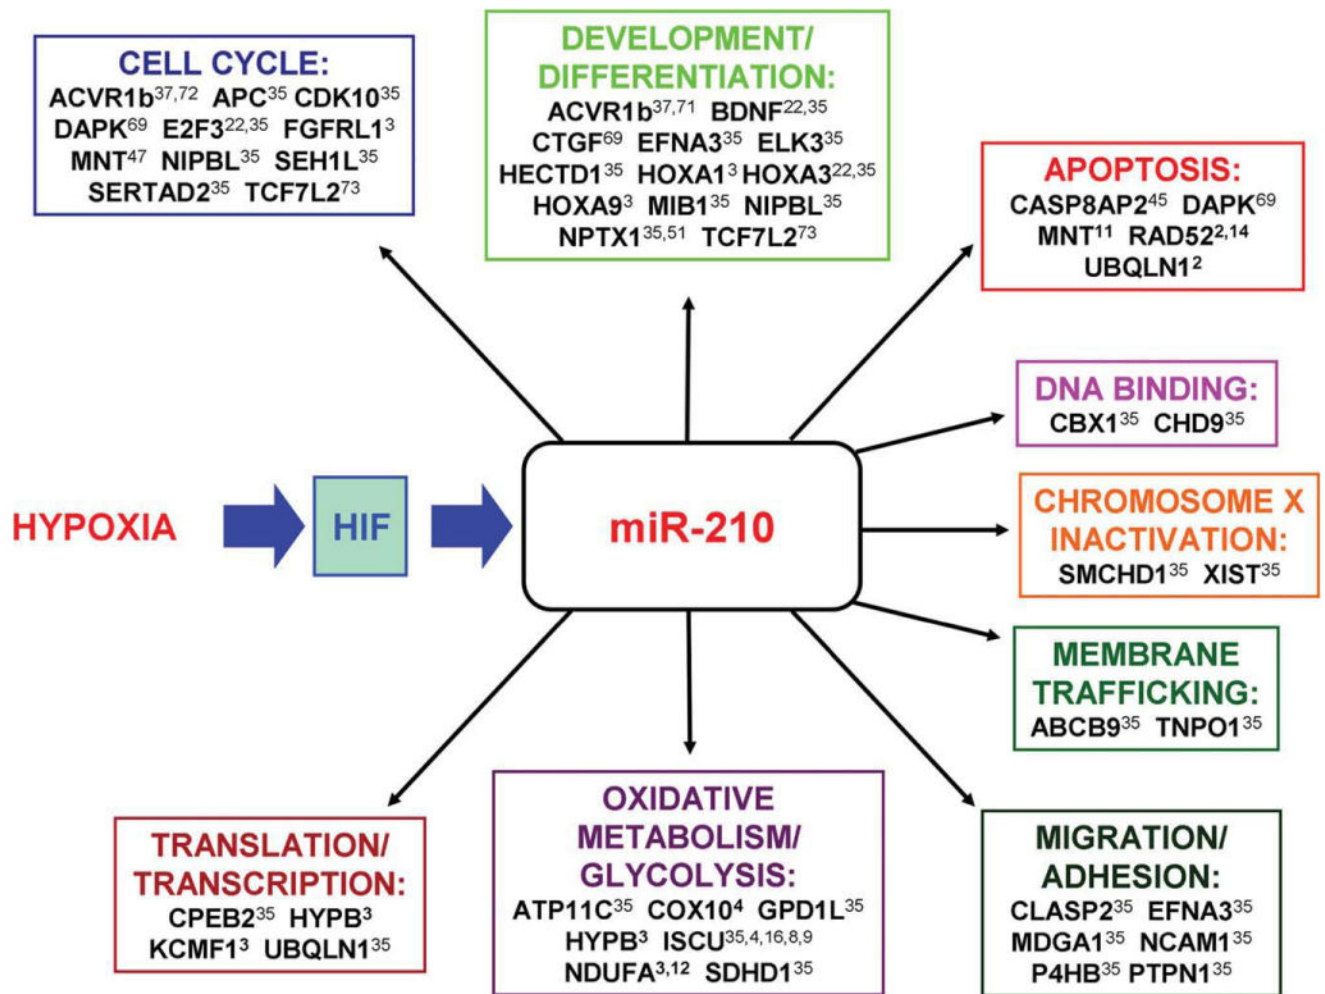 CELL CYCLE:
ACVR1b37,72 APC35 CDK1035
DAPK69 E2F322,35 FGFRL13
MNT47 NIPBL35 SEH1L35
SERTAD235 TCF7L273
DEVELOPMENT/
DIFFERENTIATION:
ACVR1b37,71 BDNF22,35
CTGF69 EFNA335 ELK335
HECTD135 HOXA13 HOXA322,35
HOXA93 MIB135 NIPBL35
NPTX135,51 TCF7L273
APOPTOSIS:
CASP8AP245 DAPK69
MNT11 RAD522,14
UBQLN12
DNA BINDING:
CBX135 CHD935
HYPOXIA
HIF
miR-210
CHROMOSOME X
INACTIVATION:
SMCHD135 XIST35
MEMBRANE
TRAFFICKING:
ABCB935 TNPO135
TRANSLATION/
TRANSCRIPTION:
CPEB235 HYPB3
KCMF13 UBQLN135
OXIDATIVE
METABOLISM/
GLYCOLYSIS:
ATP11C35 COX104 GPD1L35
HYPB3 ISCU35,4,16,8,9
NDUFA3,12 SDHD135
MIGRATION/
ADHESION:
CLASP235 EFNA335
MDGA135 NCAM135
P4HB35 PTPN135